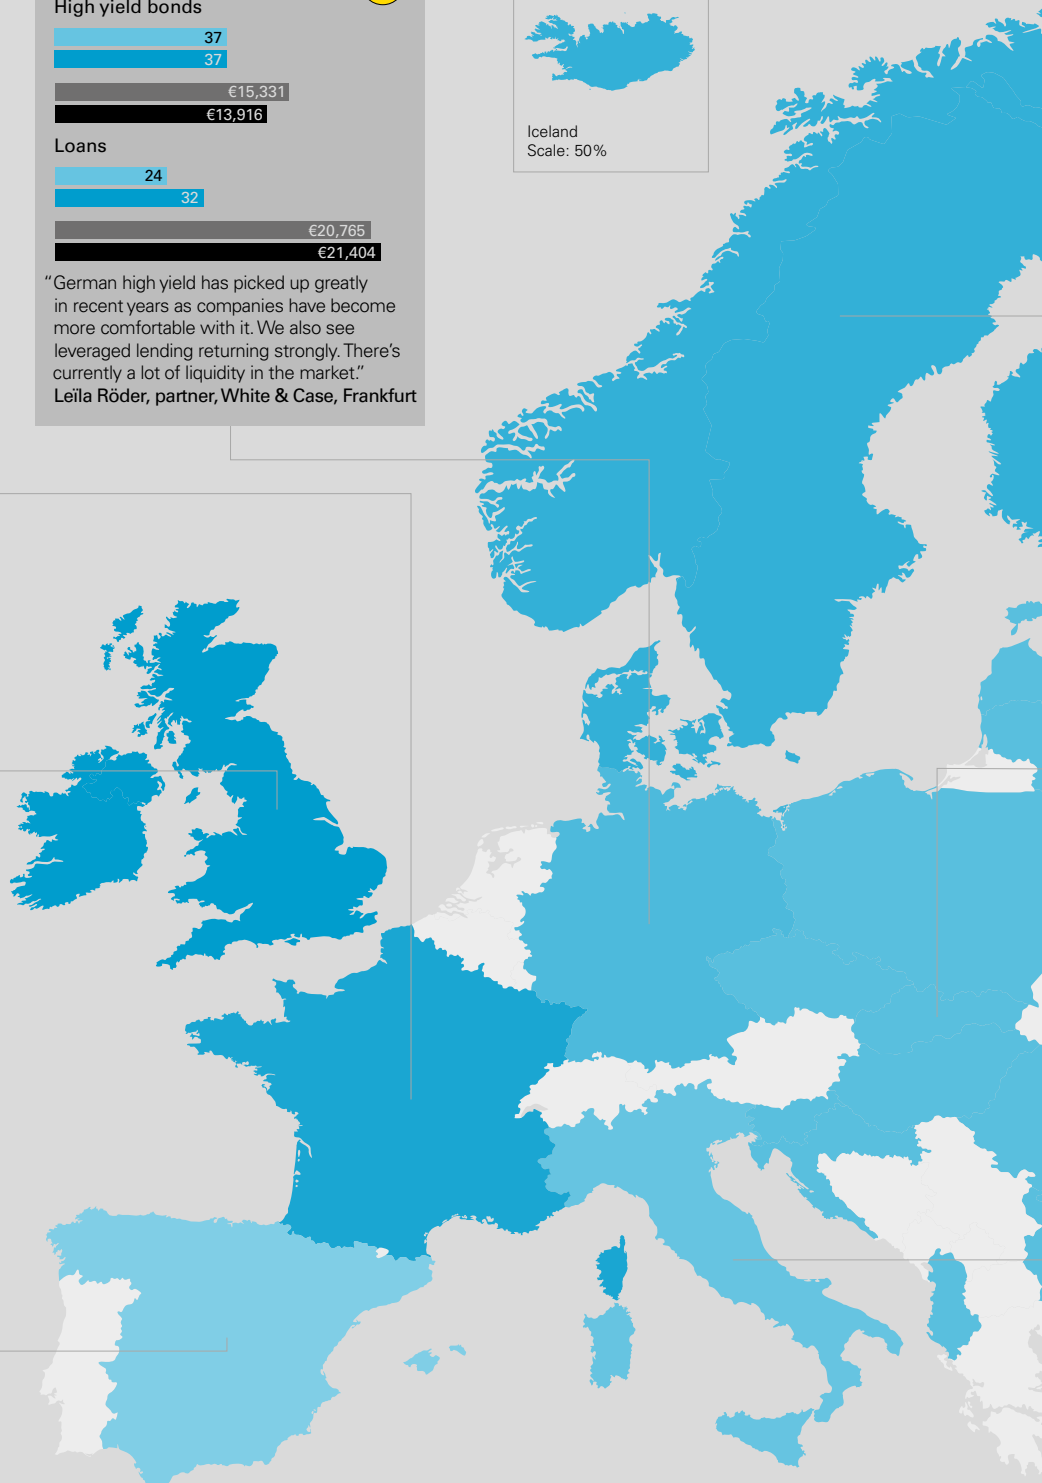 High yield bonds
37
37
€15,331
€13,916
Loans
24
32
€20,765
€21,404
“German high yield has picked up greatly
in recent years as companies have become
more comfortable with it. We also see
leveraged lending returning strongly. There’s
currently a lot of liquidity in the market.”
Leïla Röder, partner, White & Case, Frankfurt
Iceland
Scale: 50%